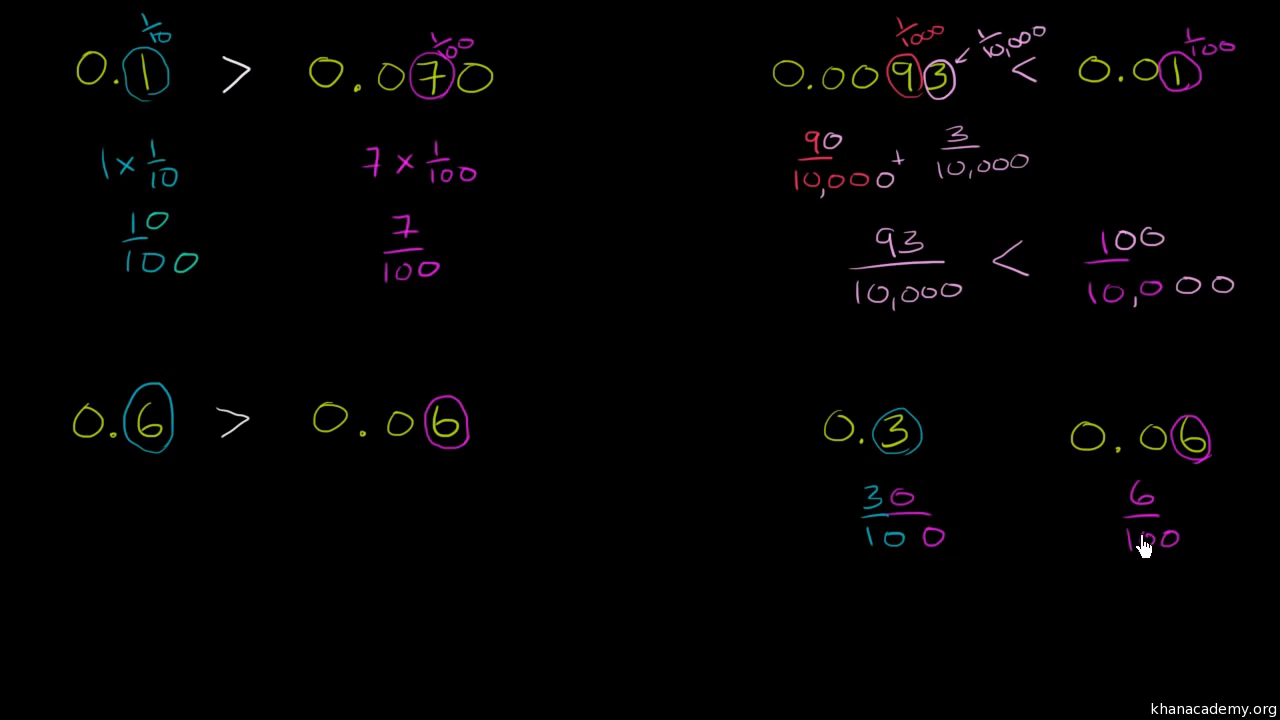 1/10
0.1 > 0.070
1/100
1 × 1/10
7 × 1/100
10/100
7/100
1/1000
1/10,000
0.0093 < 0.01
1/100
90/10,000 + 3/10,000
93/10,000 < 100/10,000
0.6 > 0.06
0.3
0.06
30/100
6/100
khanacademy.org